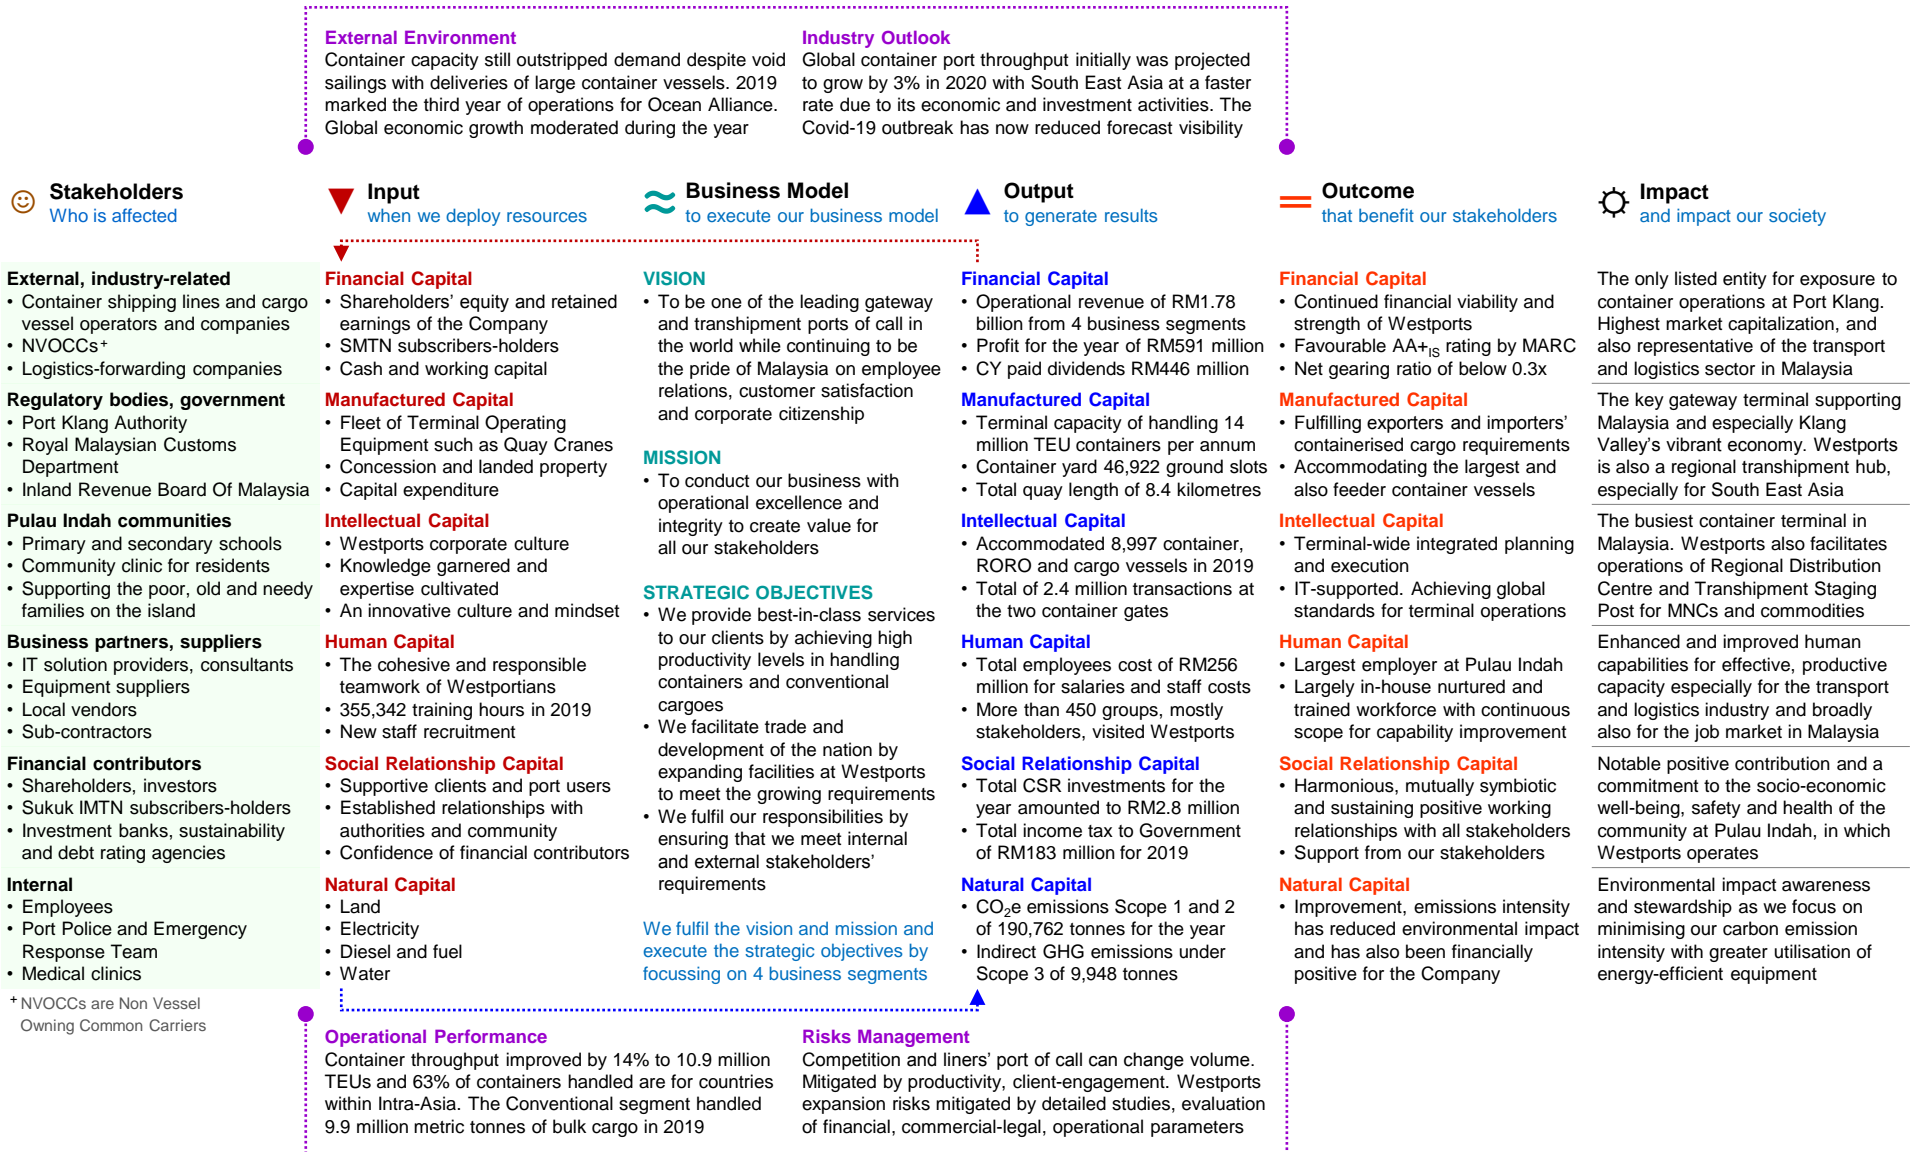 External Environment
Container capacity still outstripped demand despite void
sailings with deliveries of large container vessels. 2019
marked the third year of operations for Ocean Alliance.
Global economic growth moderated during the year
Industry Outlook
Global container port throughput initially was projected
to grow by 3% in 2020 with South East Asia at a faster
rate due to its economic and investment activities. The
Covid-19 outbreak has now reduced forecast visibility
Stakeholders
Who is affected
Input
when we deploy resources
Business Model
to execute our business model
Output
to generate results
Outcome
that benefit our stakeholders
Impact
and impact our society
External, industry-related
• Container shipping lines and cargo
vessel operators and companies
• NVOCCs+
• Logistics-forwarding companies
Regulatory bodies, government
• Port Klang Authority
• Royal Malaysian Customs
Department
• Inland Revenue Board Of Malaysia
Pulau Indah communities
• Primary and secondary schools
• Community clinic for residents
• Supporting the poor, old and needy
families on the island
Business partners, suppliers
• IT solution providers, consultants
• Equipment suppliers
• Local vendors
• Sub-contractors
Financial contributors
• Shareholders, investors
• Sukuk IMTN subscribers-holders
• Investment banks, sustainability
and debt rating agencies
Internal
• Employees
• Port Police and Emergency
Response Team
• Medical clinics
+ NVOCCs are Non Vessel
Owning Common Carriers
Financial Capital
• Shareholders' equity and retained
earnings of the Company
• SMTN subscribers-holders
• Cash and working capital
Manufactured Capital
• Fleet of Terminal Operating
Equipment such as Quay Cranes
• Concession and landed property
• Capital expenditure
Intellectual Capital
• Westports corporate culture
• Knowledge garnered and
expertise cultivated
• An innovative culture and mindset
Human Capital
• The cohesive and responsible
teamwork of Westportians
• 355,342 training hours in 2019
• New staff recruitment
Social Relationship Capital
• Supportive clients and port users
• Established relationships with
authorities and community
• Confidence of financial contributors
Natural Capital
• Land
• Electricity
• Diesel and fuel
• Water
VISION
• To be one of the leading gateway
and transhipment ports of call in
the world while continuing to be
the pride of Malaysia on employee
relations, customer satisfaction
and corporate citizenship
MISSION
• To conduct our business with
operational excellence and
integrity to create value for
all our stakeholders
STRATEGIC OBJECTIVES
• We provide best-in-class services
to our clients by achieving high
productivity levels in handling
containers and conventional
cargoes
• We facilitate trade and
development of the nation by
expanding facilities at Westports
to meet the growing requirements
• We fulfil our responsibilities by
ensuring that we meet internal
and external stakeholders'
requirements
We fulfil the vision and mission and
execute the strategic objectives by
focussing on 4 business segments
Financial Capital
• Operational revenue of RM1.78
billion from 4 business segments
• Profit for the year of RM591 million
• CY paid dividends RM446 million
Manufactured Capital
• Terminal capacity of handling 14
million TEU containers per annum
• Container yard 46,922 ground slots
• Total quay length of 8.4 kilometres
Intellectual Capital
• Accommodated 8,997 container,
RORO and cargo vessels in 2019
• Total of 2.4 million transactions at
the two container gates
Human Capital
• Total employees cost of RM256
million for salaries and staff costs
• More than 450 groups, mostly
stakeholders, visited Westports
Social Relationship Capital
• Total CSR investments for the
year amounted to RM2.8 million
• Total income tax to Government
of RM183 million for 2019
Natural Capital
• CO2e emissions Scope 1 and 2
of 190,762 tonnes for the year
• Indirect GHG emissions under
Scope 3 of 9,948 tonnes
Financial Capital
• Continued financial viability and
strength of Westports
• Favourable AA+IS rating by MARC
• Net gearing ratio of below 0.3x
Manufactured Capital
• Fulfilling exporters and importers'
containerised cargo requirements
• Accommodating the largest and
also feeder container vessels
Intellectual Capital
• Terminal-wide integrated planning
and execution
• IT-supported. Achieving global
standards for terminal operations
Human Capital
• Largest employer at Pulau Indah
• Largely in-house nurtured and
trained workforce with continuous
scope for capability improvement
Social Relationship Capital
• Harmonious, mutually symbiotic
and sustaining positive working
relationships with all stakeholders
• Support from our stakeholders
Natural Capital
• Improvement, emissions intensity
has reduced environmental impact
and has also been financially
positive for the Company
The only listed entity for exposure to
container operations at Port Klang.
Highest market capitalization, and
also representative of the transport
and logistics sector in Malaysia
The key gateway terminal supporting
Malaysia and especially Klang
Valley's vibrant economy. Westports
is also a regional transhipment hub,
especially for South East Asia
The busiest container terminal in
Malaysia. Westports also facilitates
operations of Regional Distribution
Centre and Transhipment Staging
Post for MNCs and commodities
Enhanced and improved human
capabilities for effective, productive
capacity especially for the transport
and logistics industry and broadly
also for the job market in Malaysia
Notable positive contribution and a
commitment to the socio-economic
well-being, safety and health of the
community at Pulau Indah, in which
Westports operates
Environmental impact awareness
and stewardship as we focus on
minimising our carbon emission
intensity with greater utilisation of
energy-efficient equipment
Operational Performance
Container throughput improved by 14% to 10.9 million
TEUs and 63% of containers handled are for countries
within Intra-Asia. The Conventional segment handled
9.9 million metric tonnes of bulk cargo in 2019
Risks Management
Competition and liners' port of call can change volume.
Mitigated by productivity, client-engagement. Westports
expansion risks mitigated by detailed studies, evaluation
of financial, commercial-legal, operational parameters